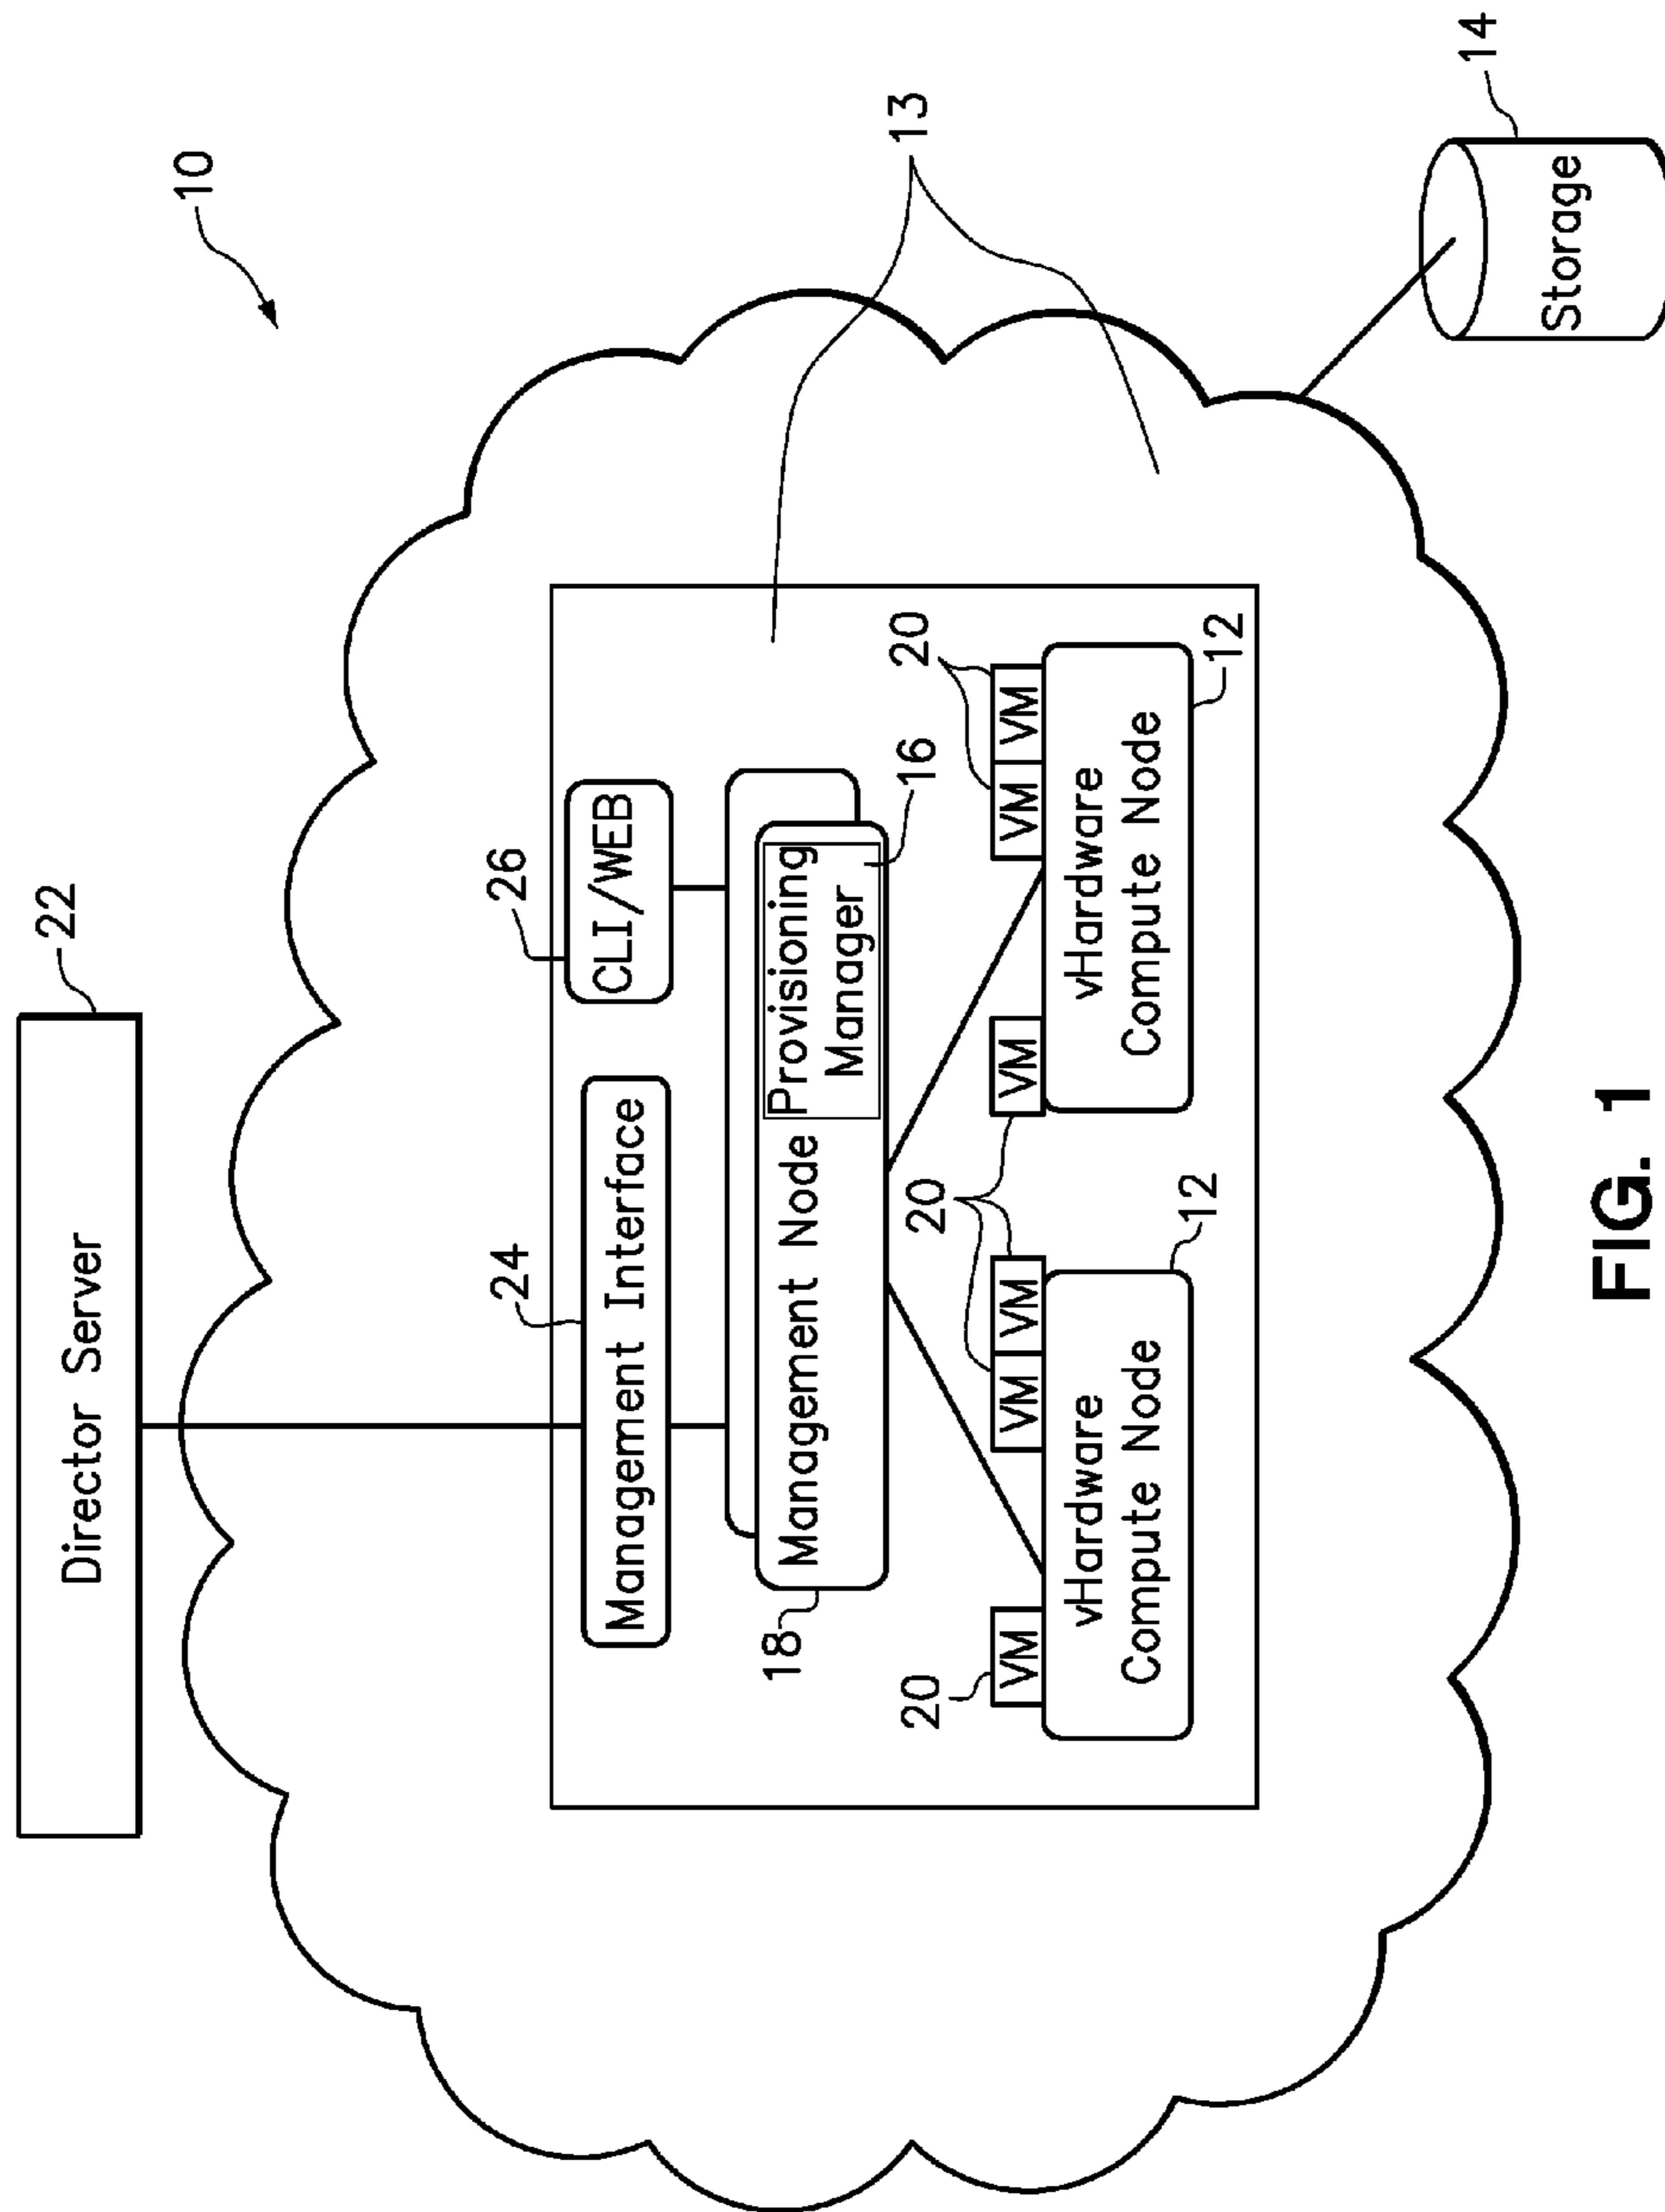 10
Director Server
22
13
24
26
Management Interface
CLI/WEB
18
Management Node
Provisioning
Manager
16
20
20
20
VM
VM
VM
VM
VM
VM
vHardware
Compute Node
12
vHardware
Compute Node
12
14
Storage
FIG. 1